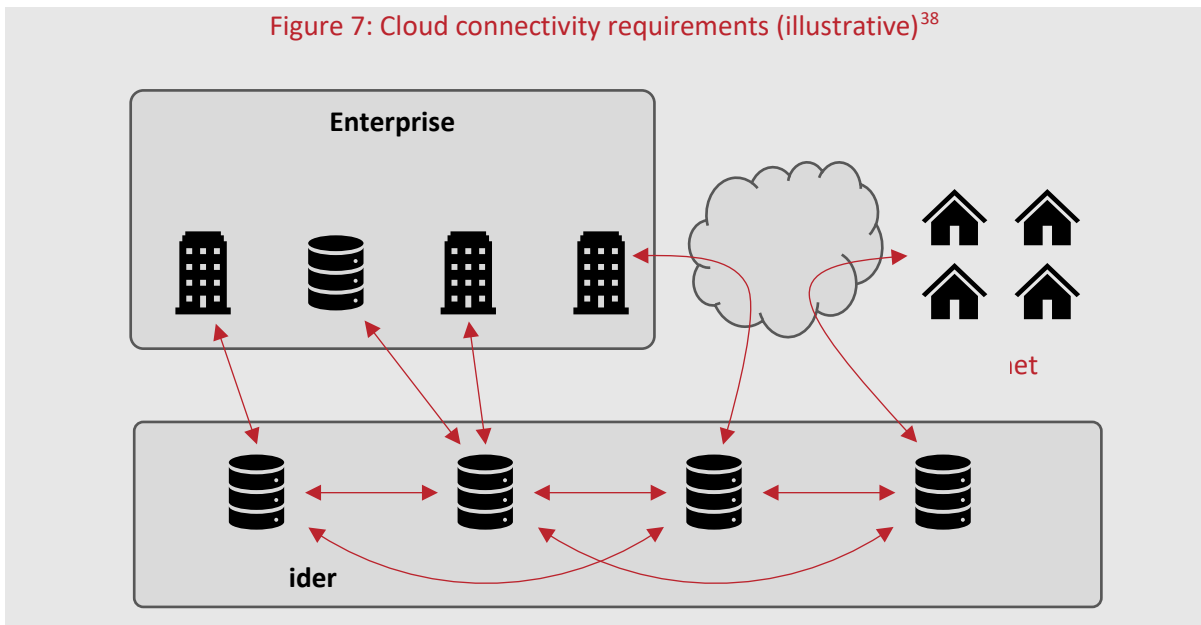 Figure 7: Cloud connectivity requirements (illustrative)38
Enterprise
net
ider